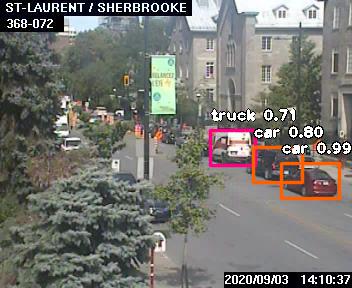 ST-LAURENT / SHERBROOKE
368-072
truck 0.71
car 0.80
car 0.99
2020/09/03 14:10:37